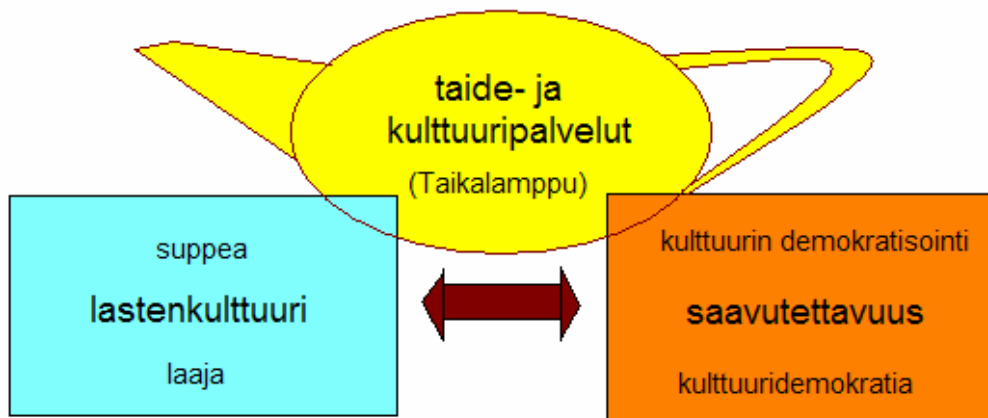 taide- ja
kulttuuripalvelut
(Taikalamppu)
suppea
lastenkulttuuri
laaja
kulttuurin demokratisointi
saavutettavuus
kulttuuridemokratia